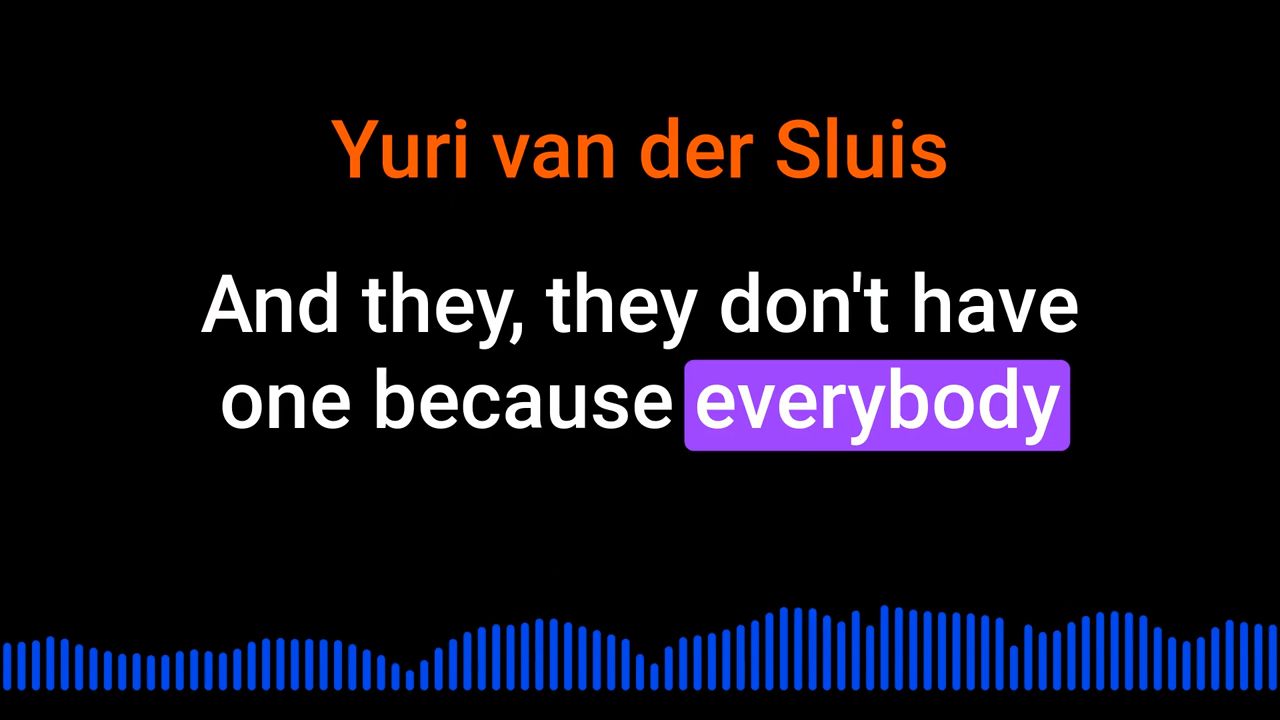 Yuri van der Sluis
And they, they don't have
one because everybody